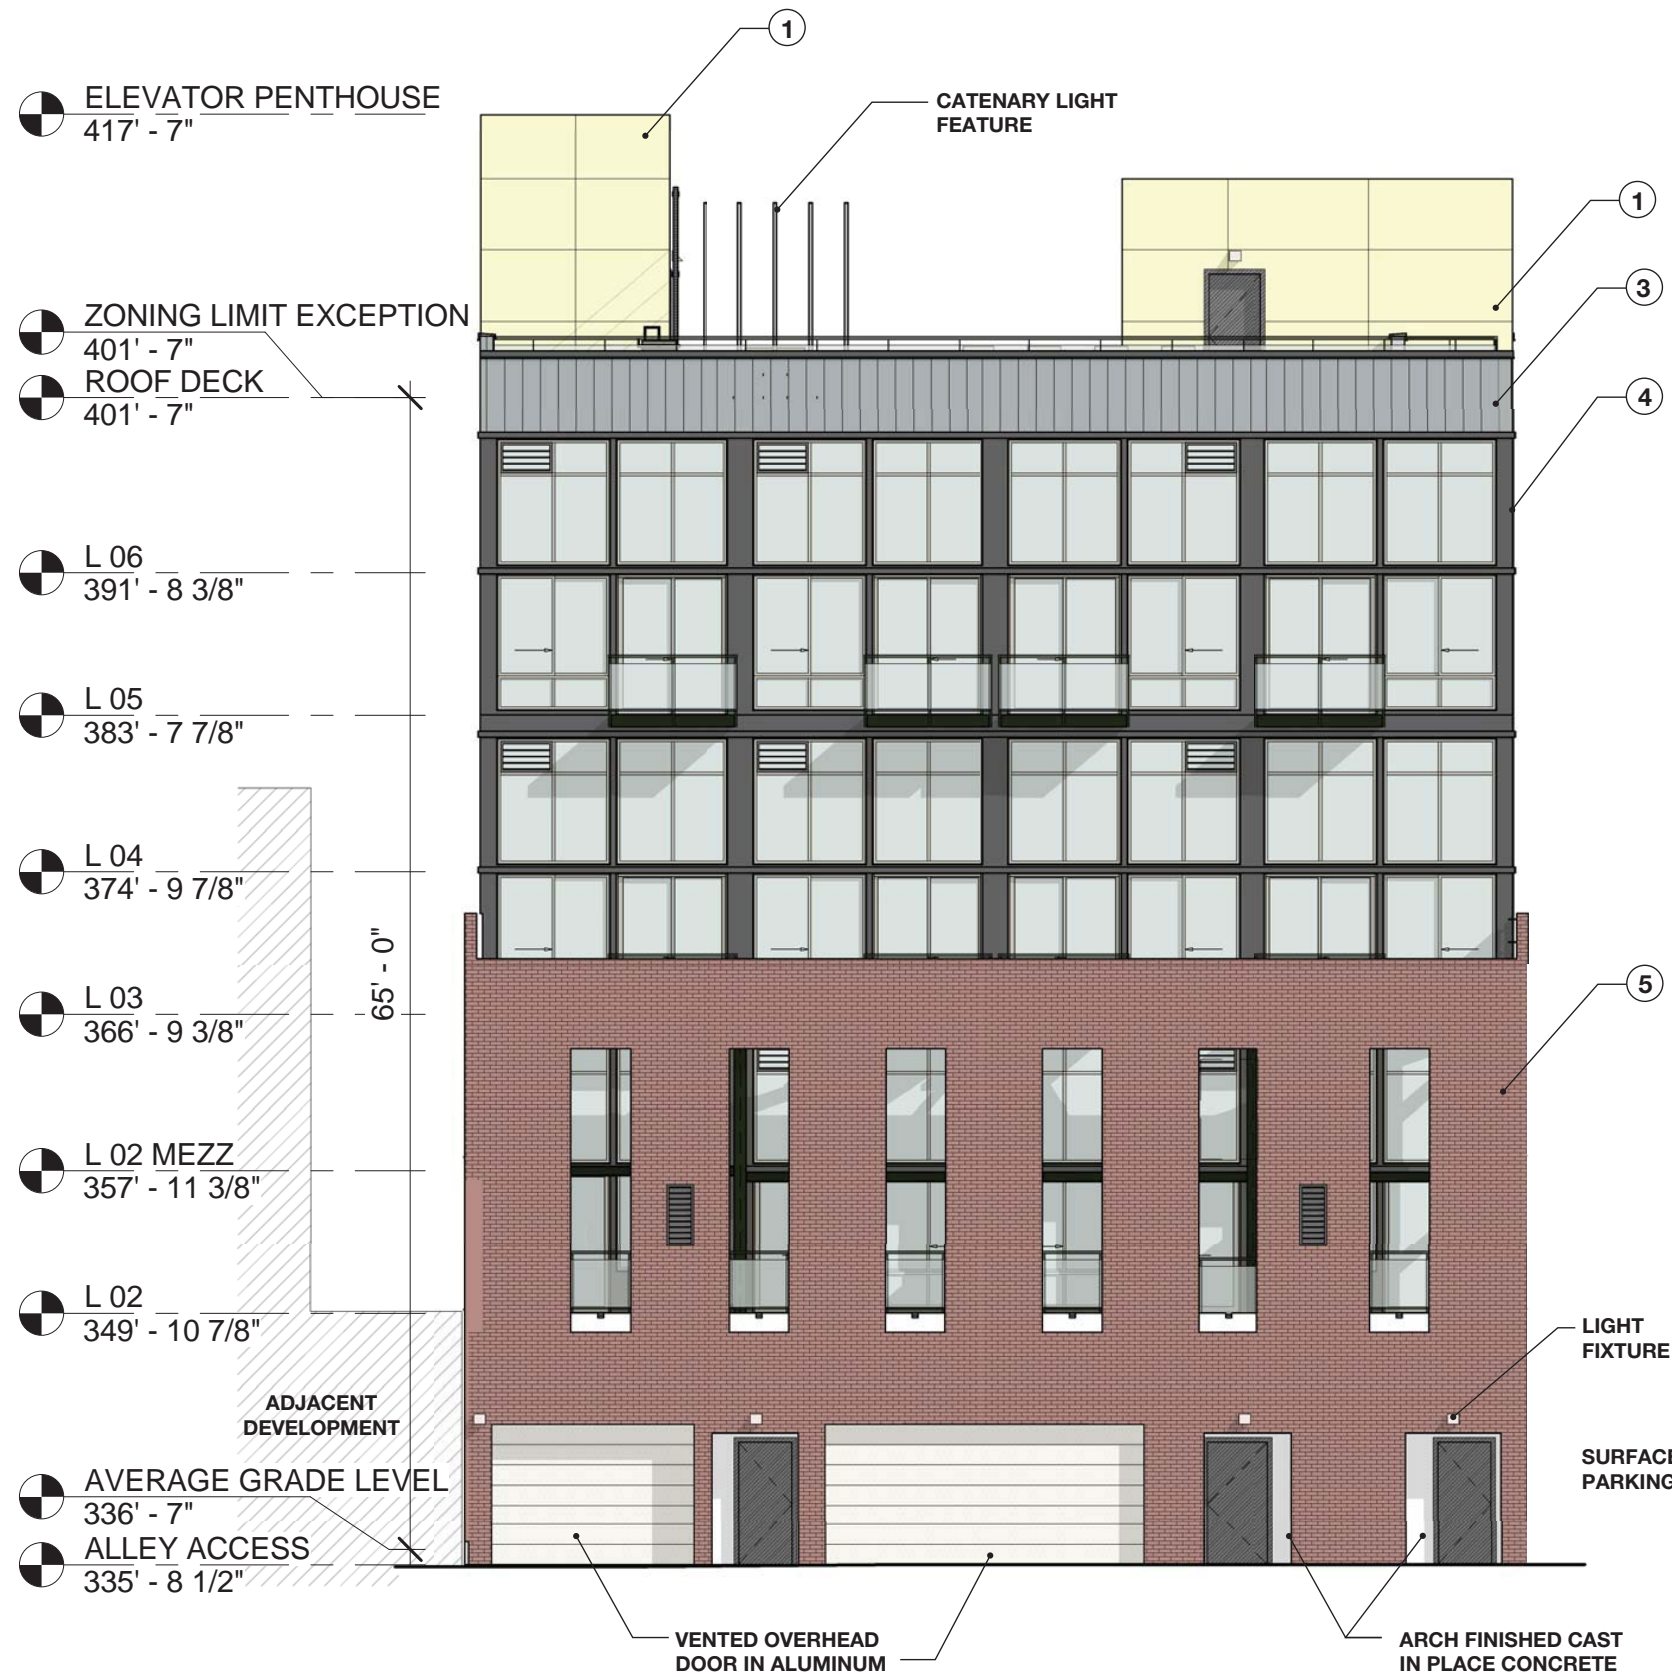 1
ELEVATOR PENTHOUSE
417' - 7"
CATENARY LIGHT
FEATURE
1
3
ZONING LIMIT EXCEPTION
401' - 7"
ROOF DECK
401' - 7"
4
L 06
391' - 8 3/8"
L 05
383' - 7 7/8"
L 04
374' - 9 7/8"
65' - 0"
L 03
366' - 9 3/8"
5
L 02 MEZZ
357' - 11 3/8"
L 02
349' - 10 7/8"
LIGHT
FIXTURE
ADJACENT
DEVELOPMENT
SURFACE
PARKING
AVERAGE GRADE LEVEL
336' - 7"
ALLEY ACCESS
335' - 8 1/2"
VENTED OVERHEAD
DOOR IN ALUMINUM
ARCH FINISHED CAST
IN PLACE CONCRETE